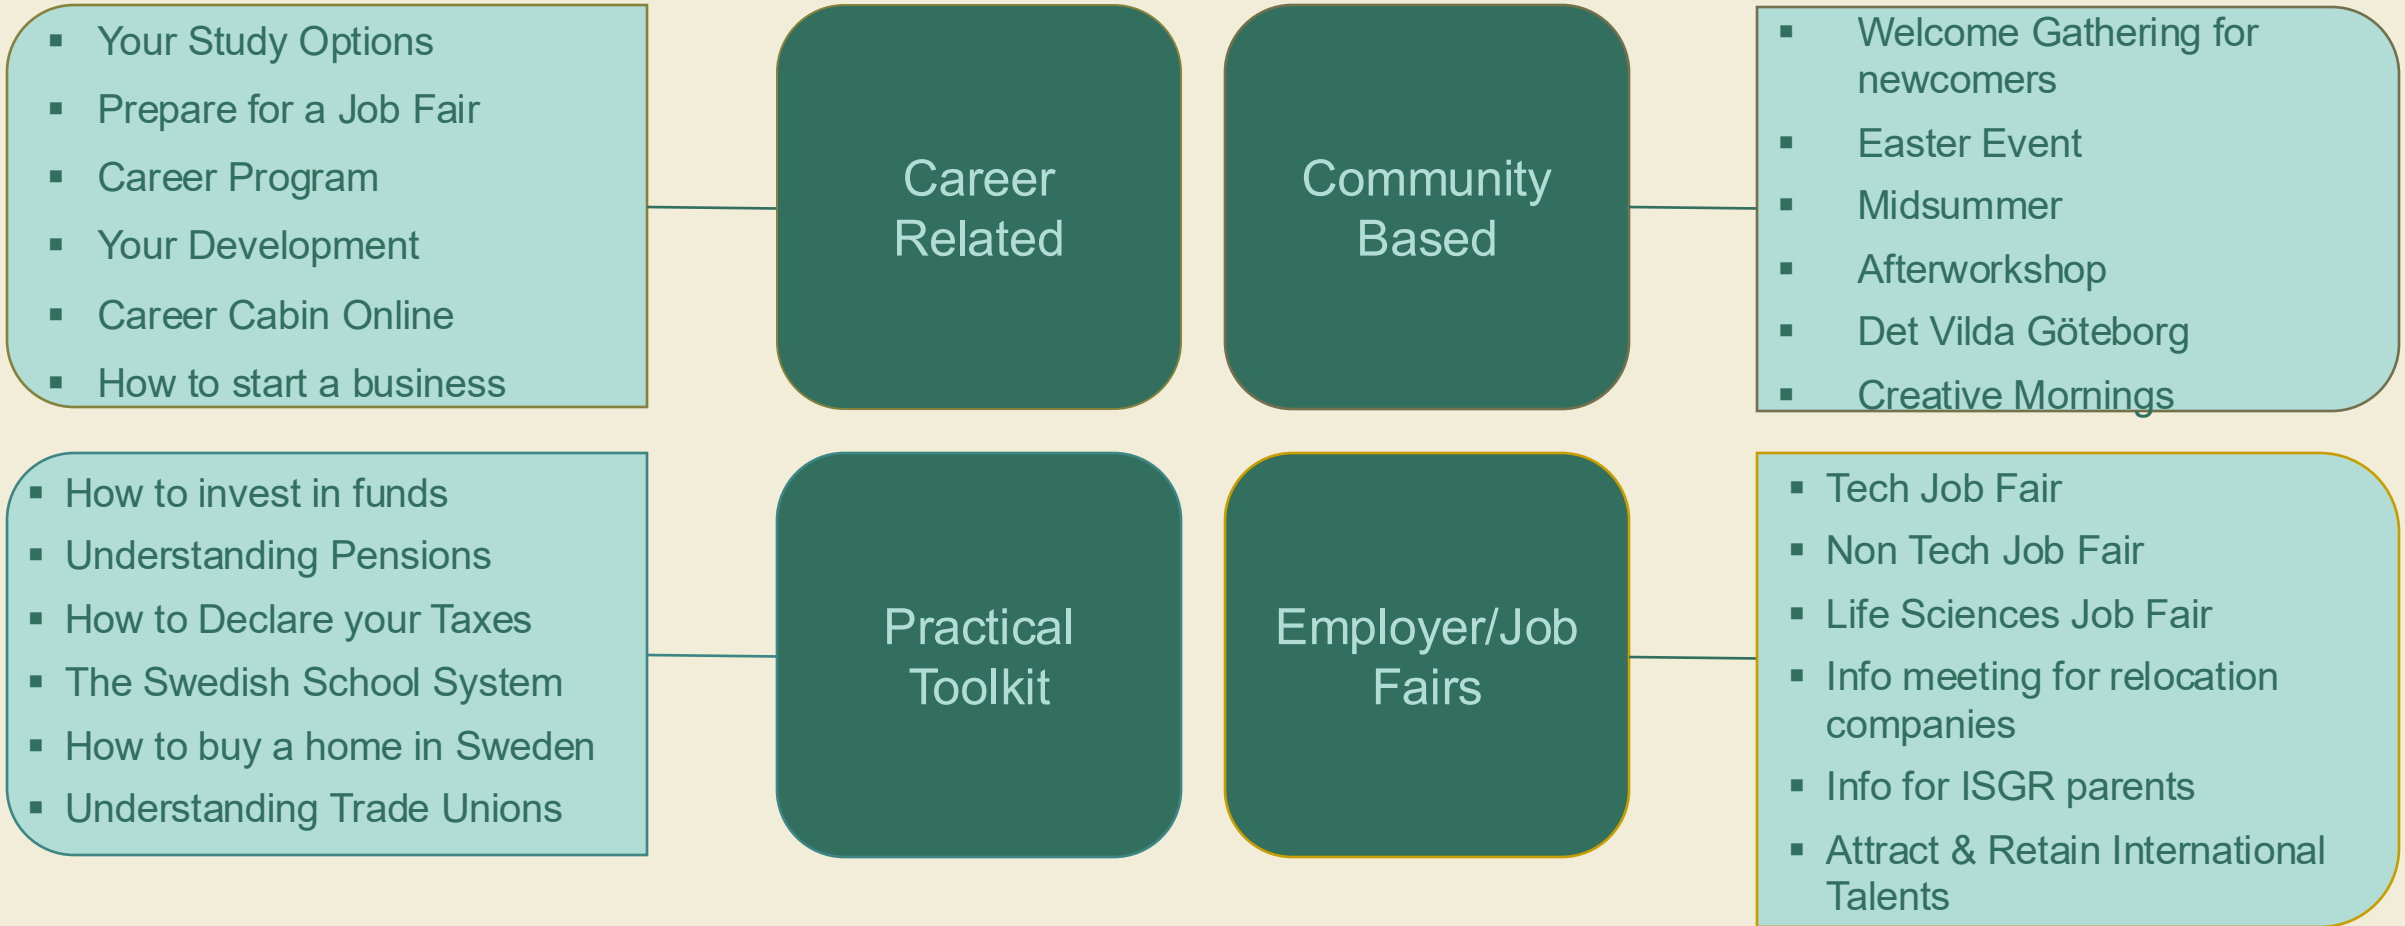 Your Study Options
Prepare for a Job Fair
Career Program
Your Development
Career Cabin Online
How to start a business
Career
Related
Community
Based
Welcome Gathering for
newcomers
Easter Event
Midsummer
Afterworkshop
Det Vilda Göteborg
Creative Mornings
How to invest in funds
Understanding Pensions
How to Declare your Taxes
The Swedish School System
How to buy a home in Sweden
Understanding Trade Unions
Practical
Toolkit
Employer/Job
Fairs
Tech Job Fair
Non Tech Job Fair
Life Sciences Job Fair
Info meeting for relocation
companies
Info for ISGR parents
Attract & Retain International
Talents